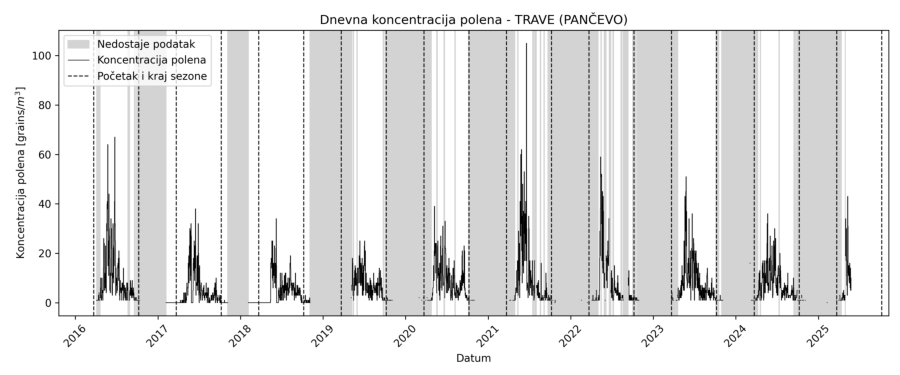 Dnevna koncentracija polena - TRAVE (PANČEVO)
Nedostaje podatak
Koncentracija polena
Početak i kraj sezone
Koncentracija polena [grains/m³]
100
80
60
40
20
0
2016
2017
2018
2019
2020
2021
2022
2023
2024
2025
Datum